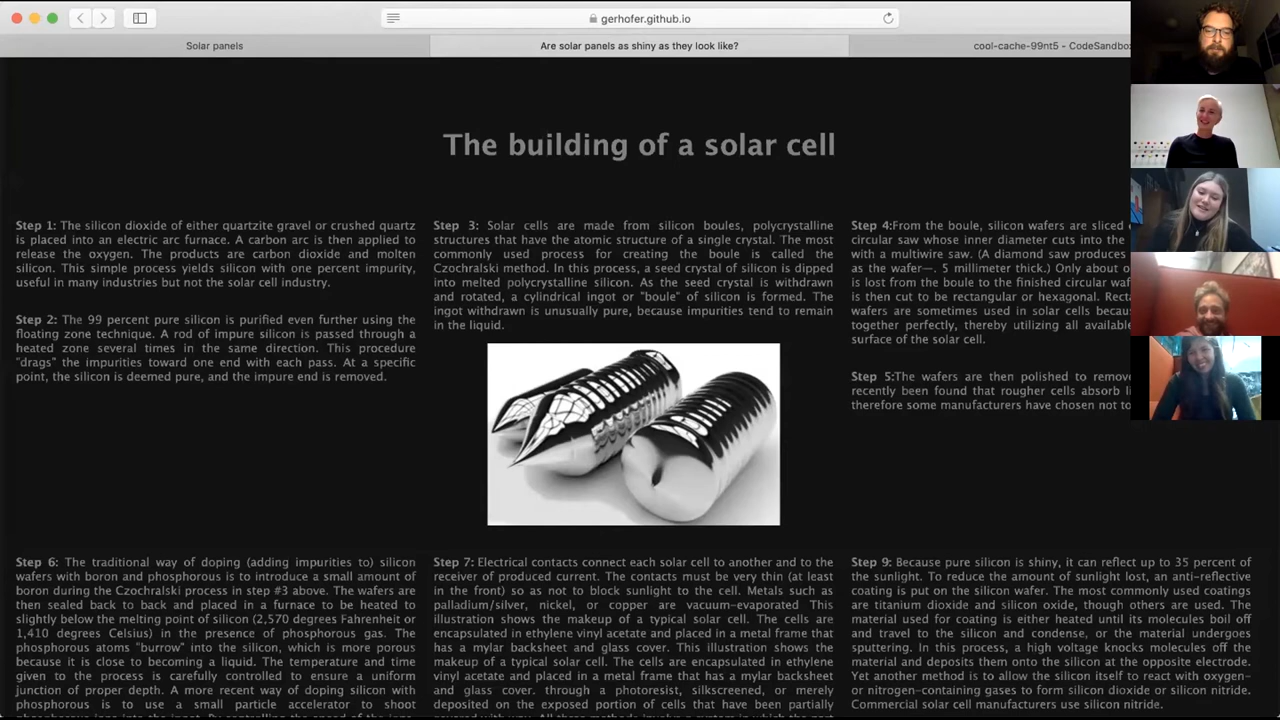 gerhofer.github.io
Solar panels
Are solar panels as shiny as they look like?
cool-cache-99nt5 - CodeSandbox
The building of a solar cell
Step 1: The silicon dioxide of either quartzite gravel or crushed quartz
is placed into an electric arc furnace. A carbon arc is then applied to
release the oxygen. The products are carbon dioxide and molten
silicon. This simple process yields silicon with one percent impurity,
useful in many industries but not the solar cell industry.
Step 2: The 99 percent pure silicon is purified even further using the
floating zone technique. A rod of impure silicon is passed through a
heated zone several times in the same direction. This procedure
"drags" the impurities toward one end with each pass. At a specific
point, the silicon is deemed pure, and the impure end is removed.
Step 3: Solar cells are made from silicon boules, polycrystalline
structures that have the atomic structure of a single crystal. The most
commonly used process for creating the boule is called the
Czochralski method. In this process, a seed crystal of silicon is dipped
into melted polycrystalline silicon. As the seed crystal is withdrawn
and rotated, a cylindrical ingot or "boule" of silicon is formed. The
ingot withdrawn is unusually pure, because impurities tend to remain
in the liquid.
Step 4:From the boule, silicon wafers are sliced
circular saw whose inner diameter cuts into the
with a multiwire saw. (A diamond saw produces
as the wafer—. 5 millimeter thick.) Only about o
is lost from the boule to the finished circular waf
is then cut to be rectangular or hexagonal. Rect
wafers are sometimes used in solar cells becau
together perfectly, thereby utilizing all available
surface of the solar cell.
Step 5:The wafers are then polished to remov
recently been found that rougher cells absorb li
therefore some manufacturers have chosen not to
Step 6: The traditional way of doping (adding impurities to) silicon
wafers with boron and phosphorous is to introduce a small amount of
boron during the Czochralski process in step #3 above. The wafers are
then sealed back to back and placed in a furnace to be heated to
slightly below the melting point of silicon (2,570 degrees Fahrenheit or
1,410 degrees Celsius) in the presence of phosphorous gas. The
phosphorous atoms "burrow" into the silicon, which is more porous
because it is close to becoming a liquid. The temperature and time
given to the process is carefully controlled to ensure a uniform
junction of proper depth. A more recent way of doping silicon with
phosphorous is to use a small particle accelerator to shoot
Step 7: Electrical contacts connect each solar cell to another and to the
receiver of produced current. The contacts must be very thin (at least
in the front) so as not to block sunlight to the cell. Metals such as
palladium/silver, nickel, or copper are vacuum-evaporated This
illustration shows the makeup of a typical solar cell. The cells are
encapsulated in ethylene vinyl acetate and placed in a metal frame that
has a mylar backsheet and glass cover. This illustration shows the
makeup of a typical solar cell. The cells are encapsulated in ethylene
vinyl acetate and placed in a metal frame that has a mylar backsheet
and glass cover. through a photoresist, silkscreened, or merely
deposited on the exposed portion of cells that have been partially
Step 9: Because pure silicon is shiny, it can reflect up to 35 percent of
the sunlight. To reduce the amount of sunlight lost, an anti-reflective
coating is put on the silicon wafer. The most commonly used coatings
are titanium dioxide and silicon oxide, though others are used. The
material used for coating is either heated until its molecules boil off
and travel to the silicon and condense, or the material undergoes
sputtering. In this process, a high voltage knocks molecules off the
material and deposits them onto the silicon at the opposite electrode.
Yet another method is to allow the silicon itself to react with oxygen-
or nitrogen-containing gases to form silicon dioxide or silicon nitride.
Commercial solar cell manufacturers use silicon nitride.